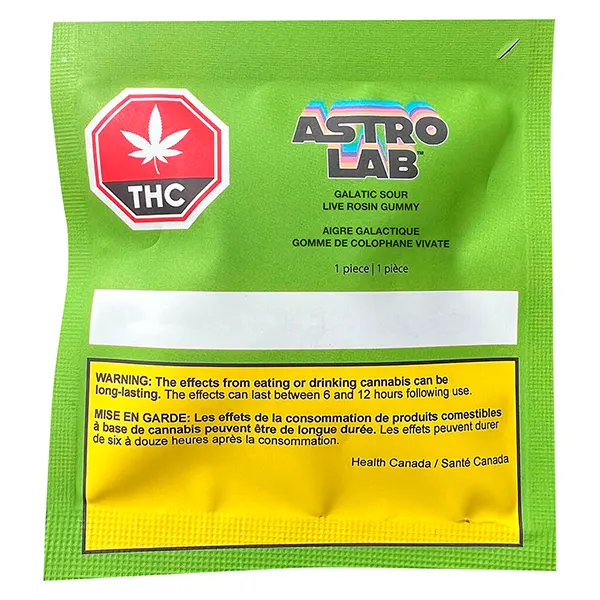 THC
ASTRO
LAB™
GALATIC SOUR
LIVE ROSIN GUMMY
AIGRE GALACTIQUE
GOMME DE COLOPHANE VIVATE
1 piece | 1 pièce
WARNING: The effects from eating or drinking cannabis can be
long-lasting. The effects can last between 6 and 12 hours following use.
MISE EN GARDE: Les effets de la consommation de produits comestibles
à base de cannabis peuvent être de longue durée. Les effets peuvent durer
de six à douze heures après la consommation.
Health Canada / Santé Canada